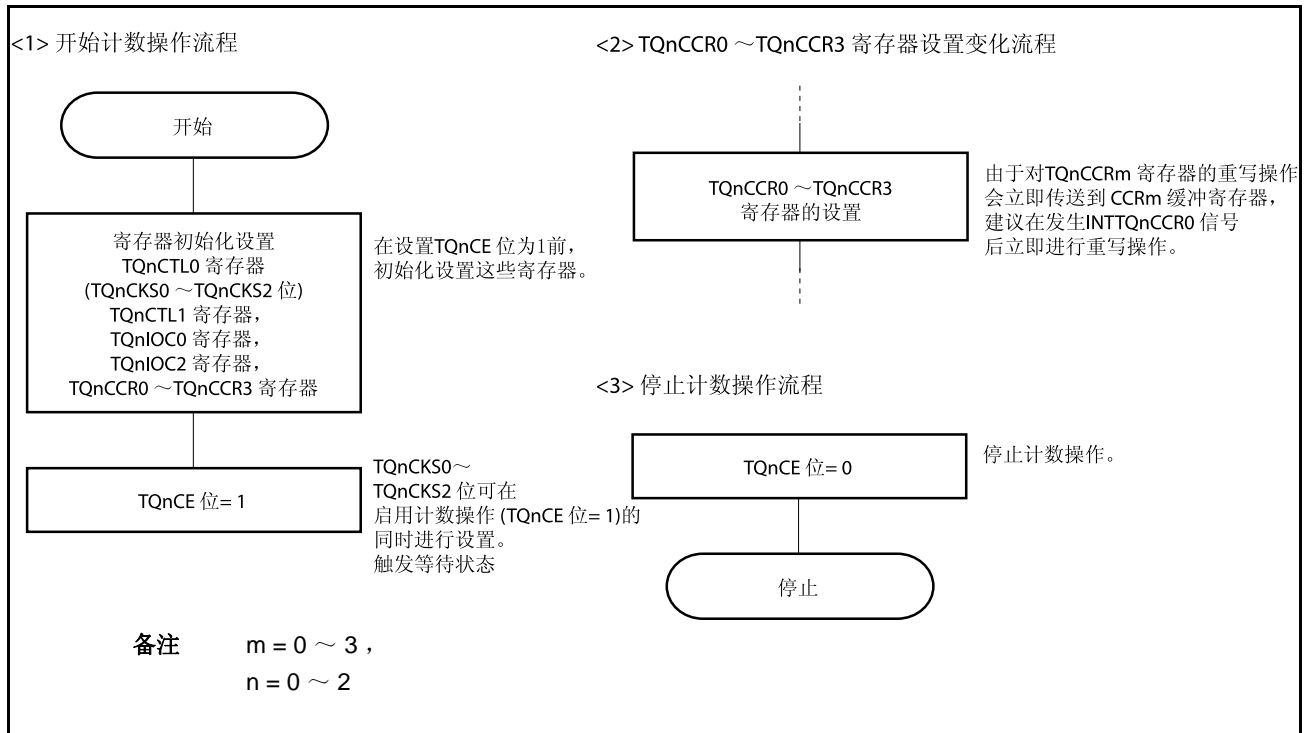 <1> 开始计数操作流程
开始
寄存器初始化设置
TQnCTL0 寄存器
(TQnCKS0 ～TQnCKS2 位)
TQnCTL1 寄存器，
TQnIOC0 寄存器，
TQnIOC2 寄存器，
TQnCCR0 ～TQnCCR3 寄存器
在设置TQnCE 位为1前，
初始化设置这些寄存器。
TQnCE 位= 1
TQnCKS0～
TQnCKS2 位可在
启用计数操作 (TQnCE 位= 1)的
同时进行设置。
触发等待状态
<2> TQnCCR0 ～TQnCCR3 寄存器设置变化流程
TQnCCR0 ～TQnCCR3
寄存器的设置
由于对TQnCCRm 寄存器的重写操作
会立即传送到 CCRm 缓冲寄存器，
建议在发生INTTQnCCR0 信号
后立即进行重写操作。
<3> 停止计数操作流程
TQnCE 位= 0
停止计数操作。
停止
备注 m = 0 ～ 3，
n = 0 ～ 2